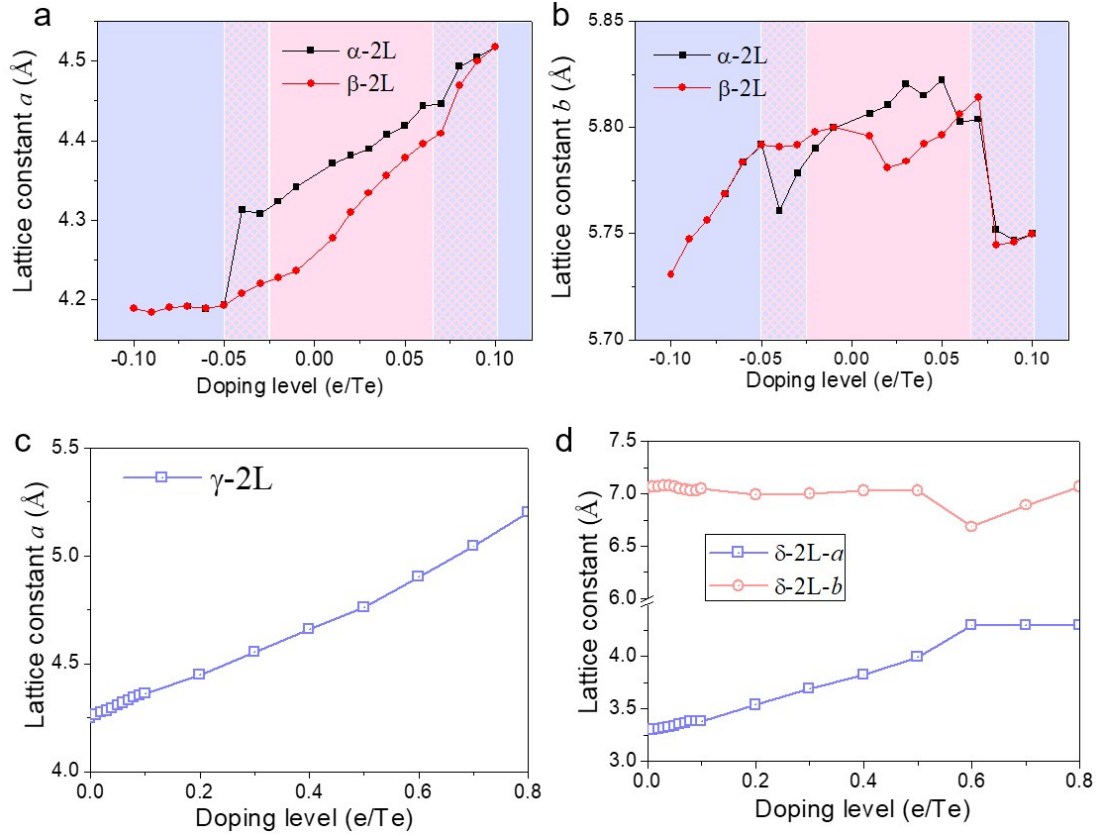 a
Lattice constant a (Å)
4.5
4.4
4.3
4.2
α-2L
β-2L
-0.10 -0.05 0.00 0.05 0.10
Doping level (e/Te)
b
Lattice constant b (Å)
5.85
5.80
5.75
5.70
α-2L
β-2L
-0.10 -0.05 0.00 0.05 0.10
Doping level (e/Te)
c
Lattice constant a (Å)
5.5
5.0
4.5
4.0
γ-2L
0.0 0.2 0.4 0.6 0.8
Doping level (e/Te)
d
Lattice constant (Å)
7.5
7.0
6.5
6.0
4.0
3.5
3.0
δ-2L-a
δ-2L-b
0.0 0.2 0.4 0.6 0.8
Doping level (e/Te)